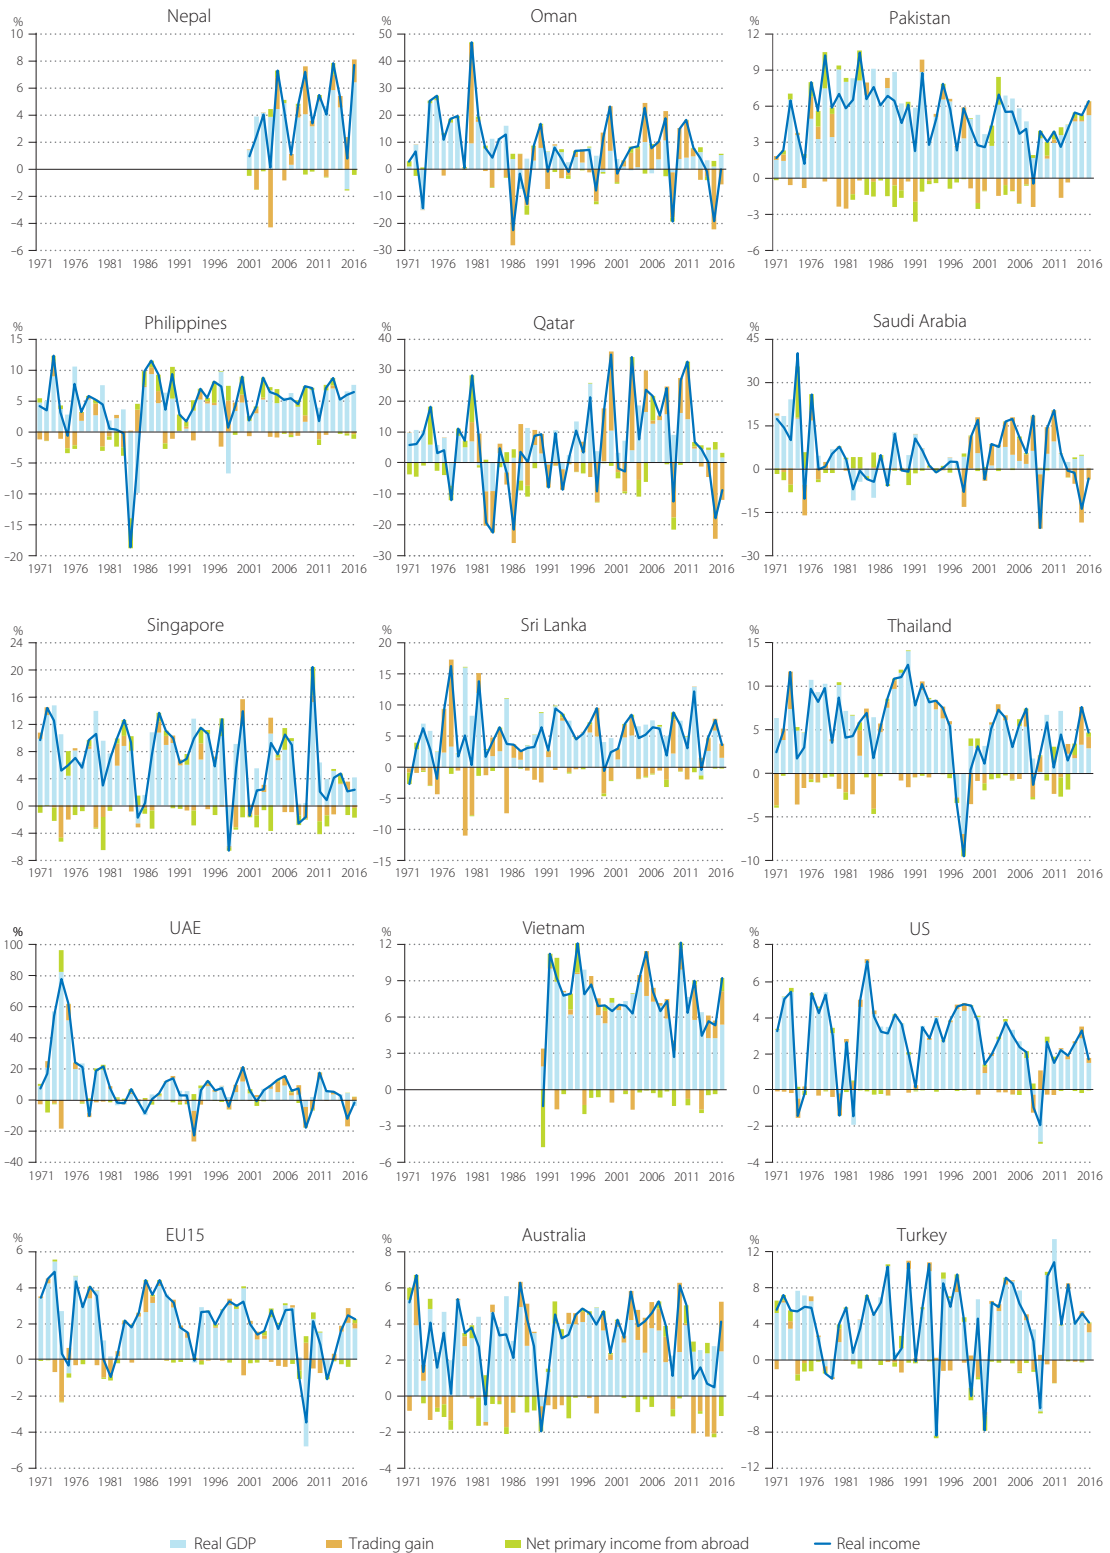 Nepal Oman Pakistan
% % %
10 50 12
8 40 9
6 30 6
4 20 3
2 10 0
0 0 −3
−2 −10 −6
−4 −20
−6 −30
1971 1976 1981 1986 1991 1996 2001 2006 2011 2016 1971 1976 1981 1986 1991 1996 2001 2006 2011 2016 1971 1976 1981 1986 1991 1996 2001 2006 2011 2016
Philippines Qatar Saudi Arabia
% % %
15 40 45
10 30 30
5 20 15
0 10 0
−5 0 −15
−10 −10 −30
−15 −20
−20 −30
1971 1976 1981 1986 1991 1996 2001 2006 2011 2016 1971 1976 1981 1986 1991 1996 2001 2006 2011 2016 1971 1976 1981 1986 1991 1996 2001 2006 2011 2016
Singapore Sri Lanka Thailand
% % %
24 20 15
20 15 10
16 10 5
12 5 0
8 0 −5
4 −5 −10
0 −10
−4 −15
−8
1971 1976 1981 1986 1991 1996 2001 2006 2011 2016 1971 1976 1981 1986 1991 1996 2001 2006 2011 2016 1971 1976 1981 1986 1991 1996 2001 2006 2011 2016
UAE Vietnam US
% % %
100 12 8
80 9 6
60 6 4
40 3 2
20 0 0
0 −3 −2
−20 −6 −4
−40
1971 1976 1981 1986 1991 1996 2001 2006 2011 2016 1971 1976 1981 1986 1991 1996 2001 2006 2011 2016 1971 1976 1981 1986 1991 1996 2001 2006 2011 2016
EU15 Australia Turkey
% % %
6 8 12
4 6 8
2 4 4
0 2 0
−2 0 −4
−4 −2 −8
−6 −4 −12
1971 1976 1981 1986 1991 1996 2001 2006 2011 2016 1971 1976 1981 1986 1991 1996 2001 2006 2011 2016 1971 1976 1981 1986 1991 1996 2001 2006 2011 2016
Real GDP Trading gain Net primary income from abroad Real income